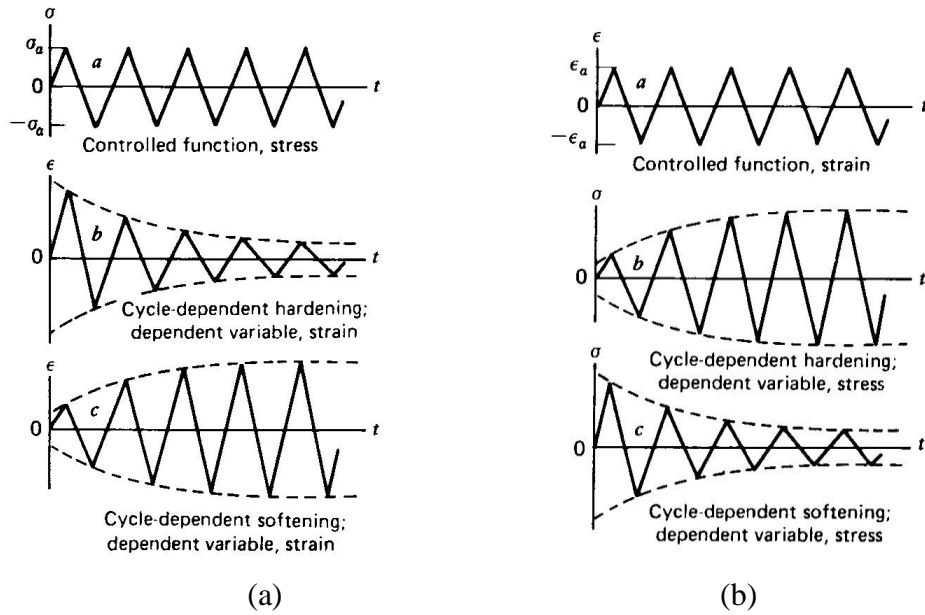 σ
σa
a
0
t
−σa
Controlled function, stress
ϵ
b
0
t
Cycle-dependent hardening;
dependent variable, strain
ϵ
c
0
t
Cycle-dependent softening;
dependent variable, strain
(a)
ϵ
ϵa
a
0
t
−ϵa
Controlled function, strain
σ
b
0
t
Cycle-dependent hardening;
dependent variable, stress
σ
c
0
t
Cycle-dependent softening;
dependent variable, stress
(b)